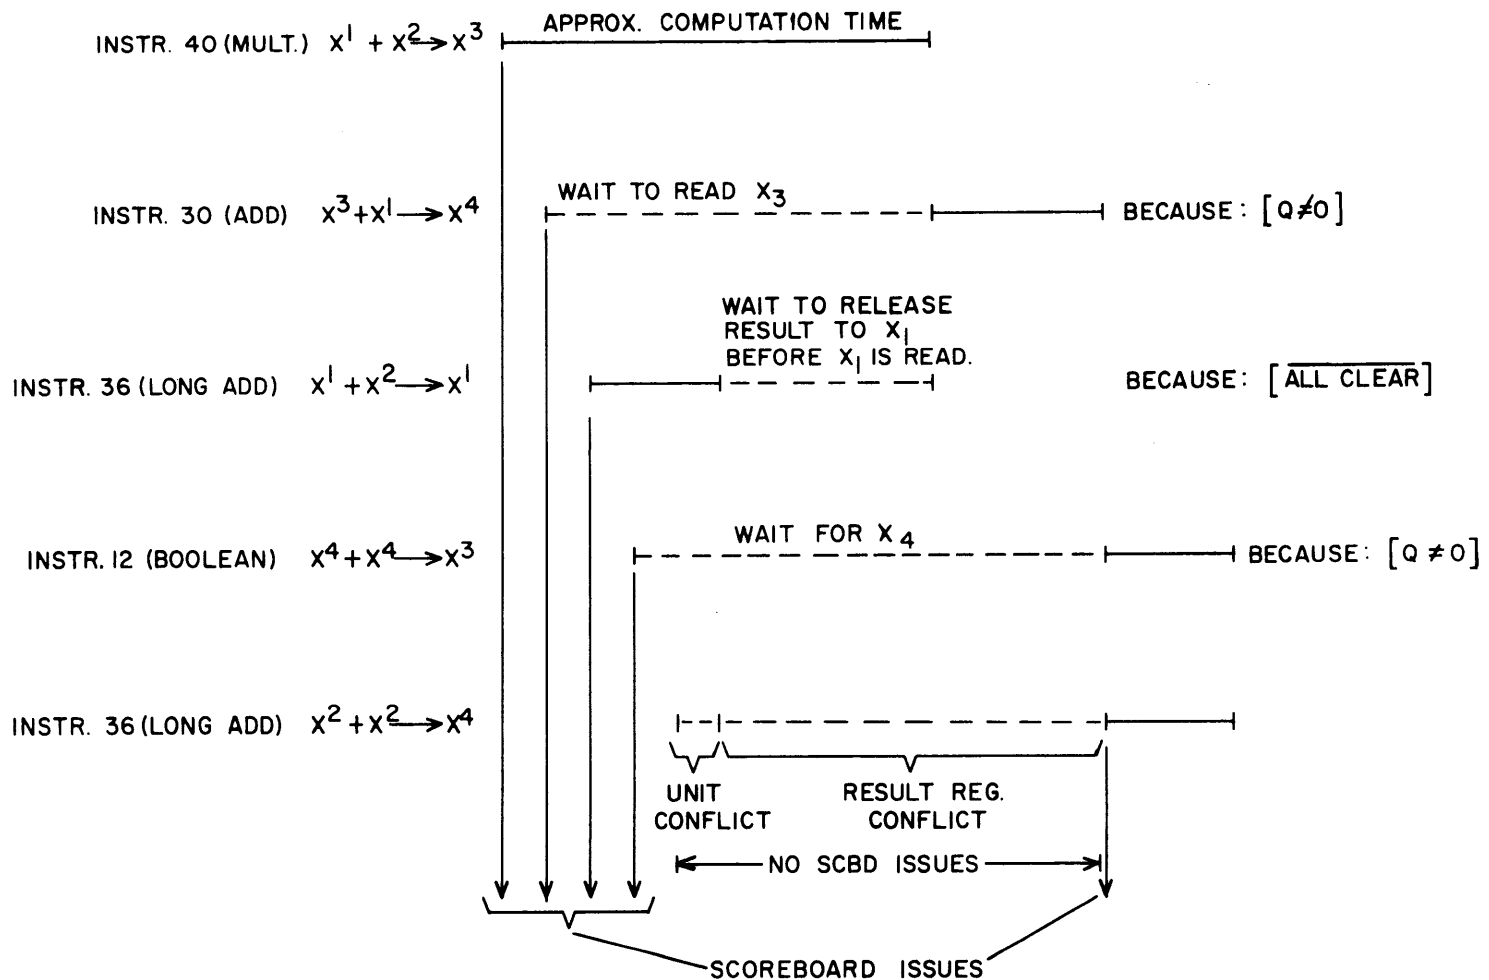 APPROX. COMPUTATION TIME
INSTR. 40 (MULT.) X¹ + X² → X³
WAIT TO READ X₃
INSTR. 30 (ADD) X³ + X¹ → X⁴
BECAUSE: [Q≠0]
WAIT TO RELEASE
RESULT TO X₁
BEFORE X₁ IS READ.
INSTR. 36 (LONG ADD) X¹ + X² → X¹
BECAUSE: [A̅L̅L̅ ̅C̅L̅E̅A̅R̅]
WAIT FOR X₄
INSTR. 12 (BOOLEAN) X⁴ + X⁴ → X³
BECAUSE: [Q ≠ 0]
INSTR. 36 (LONG ADD) X² + X² → X⁴
UNIT
CONFLICT
RESULT REG.
CONFLICT
NO SCBD ISSUES
SCOREBOARD ISSUES